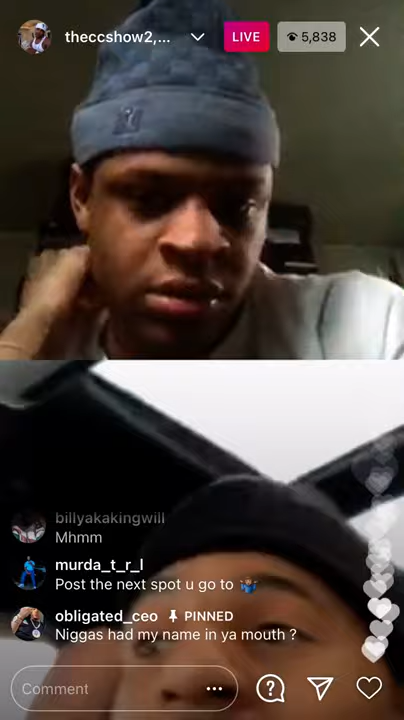 theccshow2,...
LIVE
5,838
billyakakingwill
Mhmm
murda_t_r_l
Post the next spot u go to 🤷🏾‍♂️
obligated_ceo PINNED
Niggas had my name in ya mouth ?
Comment